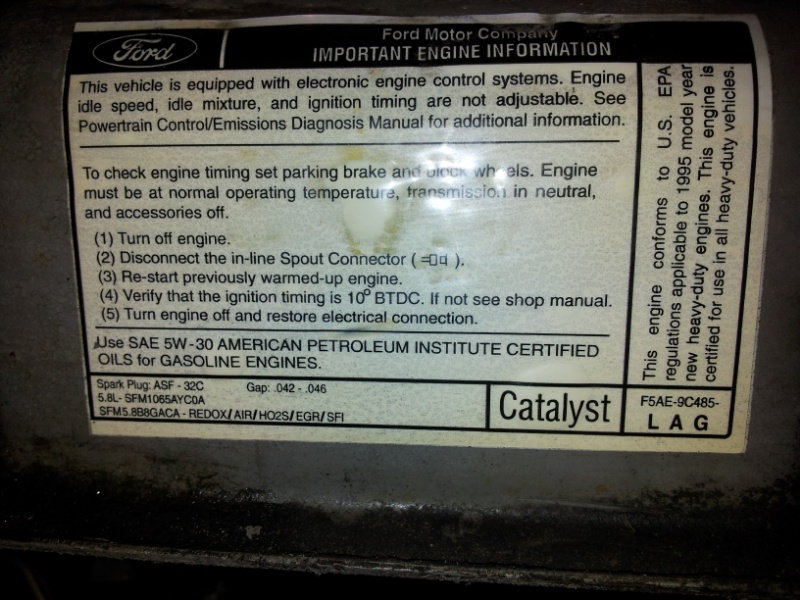 Ford
Ford Motor Company
IMPORTANT ENGINE INFORMATION
This vehicle is equipped with electronic engine control systems. Engine
idle speed, idle mixture, and ignition timing are not adjustable. See
Powertrain Control/Emissions Diagnosis Manual for additional information.
To check engine timing set parking brake and block wheels. Engine
must be at normal operating temperature, transmission in neutral,
and accessories off.
(1) Turn off engine.
(2) Disconnect the in-line Spout Connector ( ).
(3) Re-start previously warmed-up engine.
(4) Verify that the ignition timing is 10° BTDC. If not see shop manual.
(5) Turn engine off and restore electrical connection.
Use SAE 5W-30 AMERICAN PETROLEUM INSTITUTE CERTIFIED
OILS for GASOLINE ENGINES.
Spark Plug: ASF - 32C Gap: .042 - .046
5.8L- SFM1065AYC0A
SFM5.8B8GACA - REDOX/AIR/HO2S/EGR/SFI
Catalyst
This engine conforms to U.S. EPA
regulations applicable to 1995 model year
new heavy-duty engines. This engine is
certified for use in all heavy-duty vehicles.
F5AE-9C485-
L A G